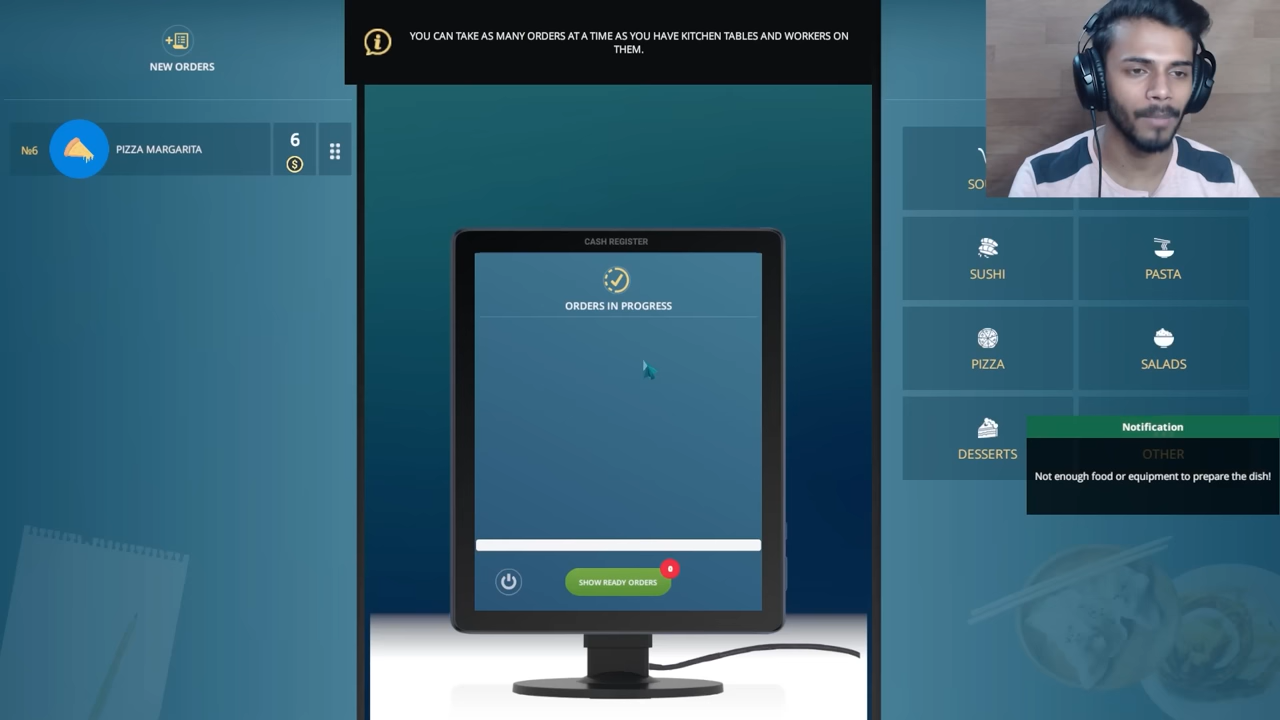 NEW ORDERS
YOU CAN TAKE AS MANY ORDERS AT A TIME AS YOU HAVE KITCHEN TABLES AND WORKERS ON
THEM.
№6
PIZZA MARGARITA
6
CASH REGISTER
ORDERS IN PROGRESS
SHOW READY ORDERS
0
SUSHI
PASTA
PIZZA
SALADS
DESSERTS
OTHER
Notification
Not enough food or equipment to prepare the dish!